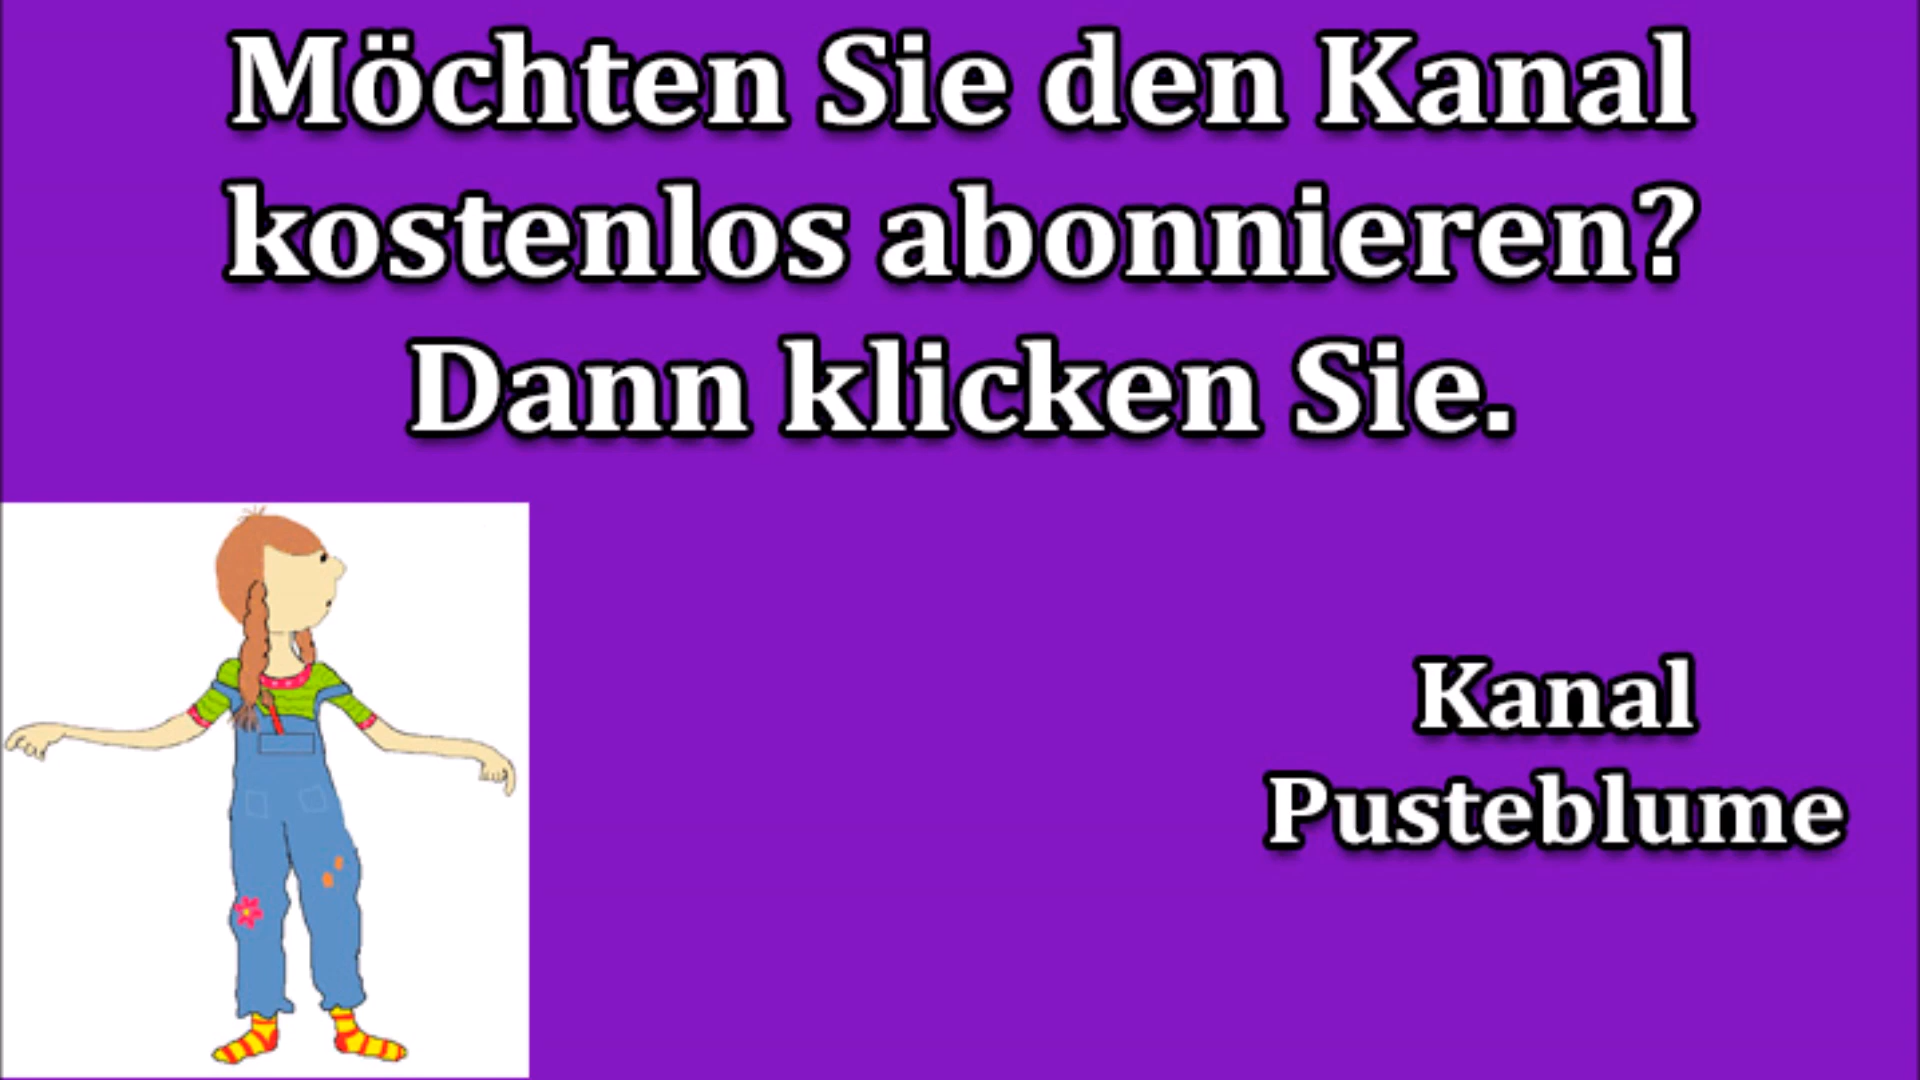 Möchten Sie den Kanal
kostenlos abonnieren?
Dann klicken Sie.
Kanal
Pusteblume